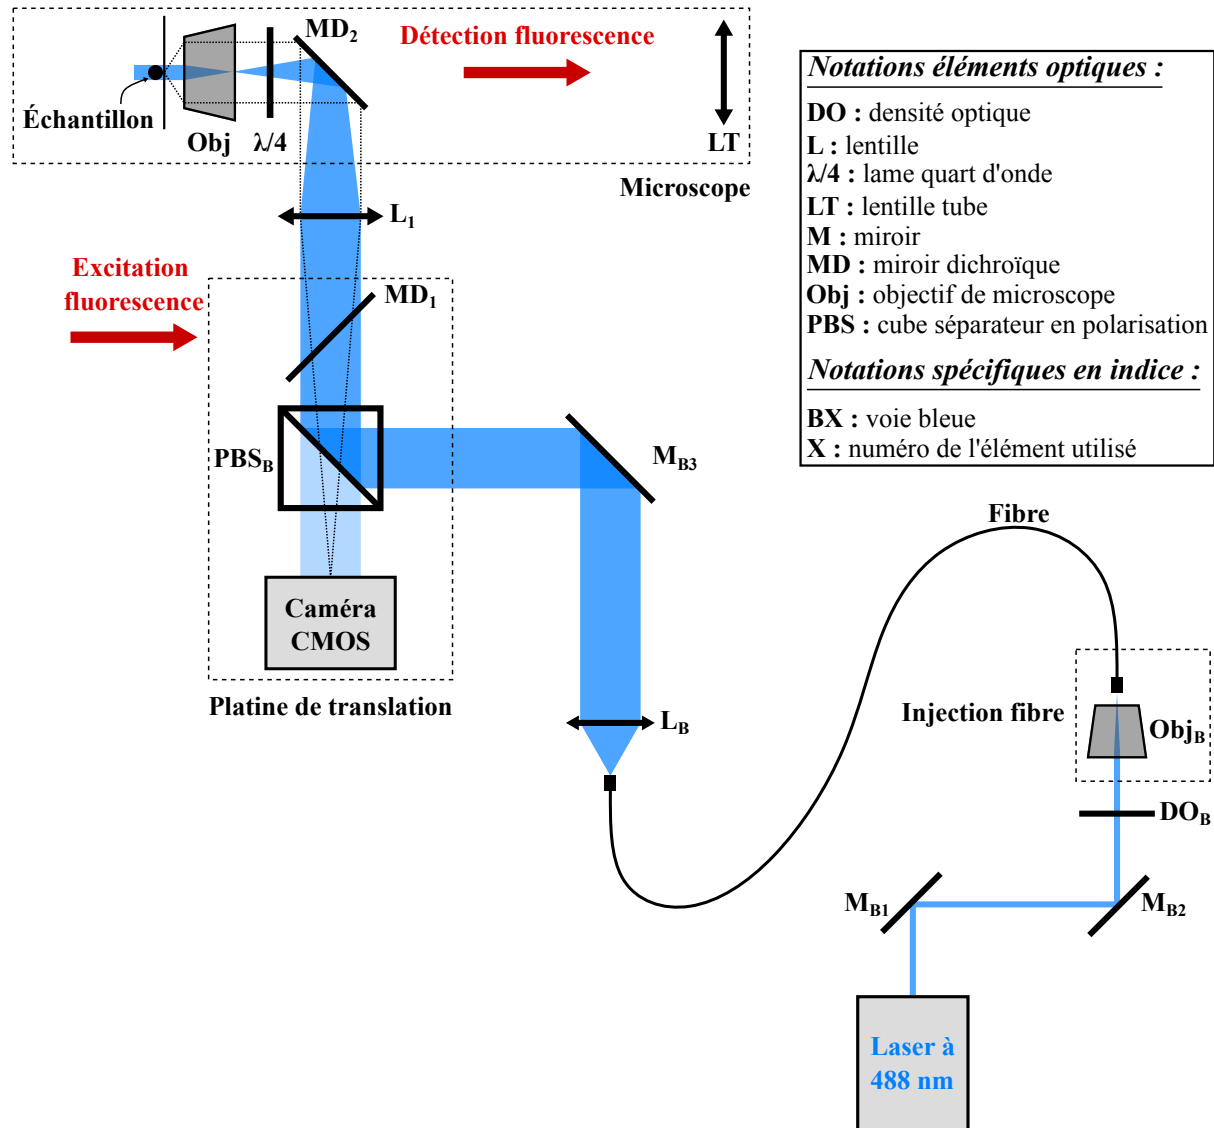 MD2
Détection fluorescence
Échantillon
Obj
λ/4
LT
Microscope
L1
Excitation
fluorescence
MD1
PBSB
MB3
Caméra
CMOS
Platine de translation
LB
Fibre
Injection fibre
ObjB
DOB
MB1
MB2
Laser à
488 nm
Notations éléments optiques :
DO : densité optique
L : lentille
λ/4 : lame quart d'onde
LT : lentille tube
M : miroir
MD : miroir dichroïque
Obj : objectif de microscope
PBS : cube séparateur en polarisation
Notations spécifiques en indice :
BX : voie bleue
X : numéro de l'élément utilisé